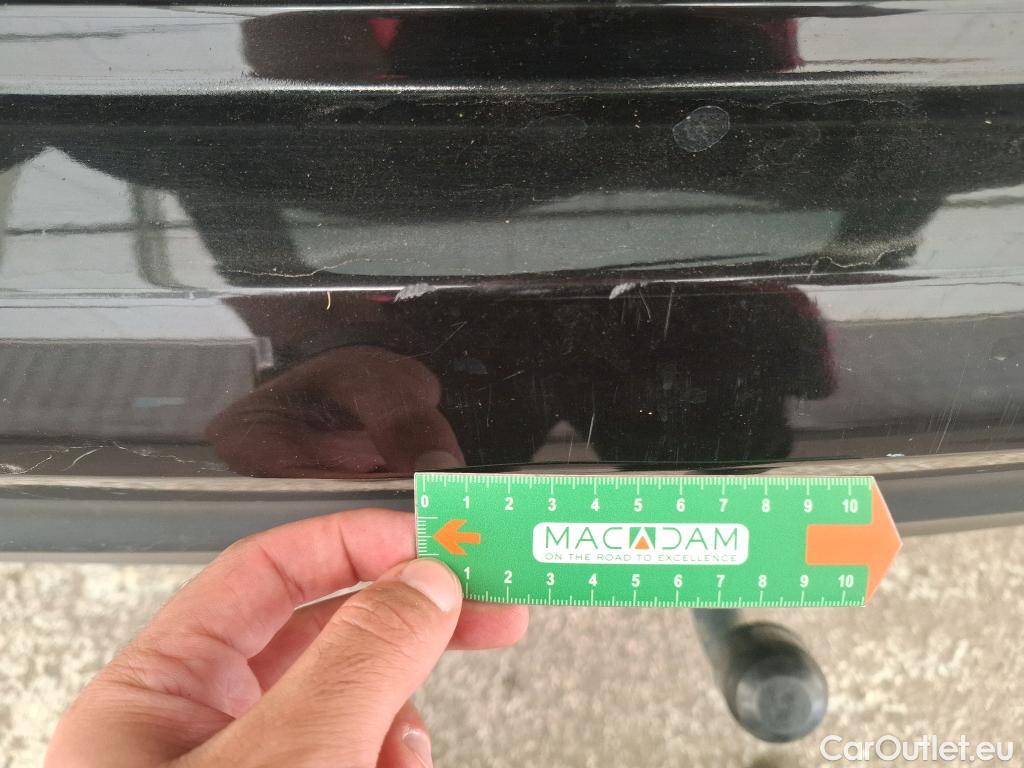 0 1 2 3 4 5 6 7 8 9 10
MACADAM
ON THE ROAD TO EXCELLENCE
1 2 3 4 5 6 7 8 9 10
CarOutlet.eu